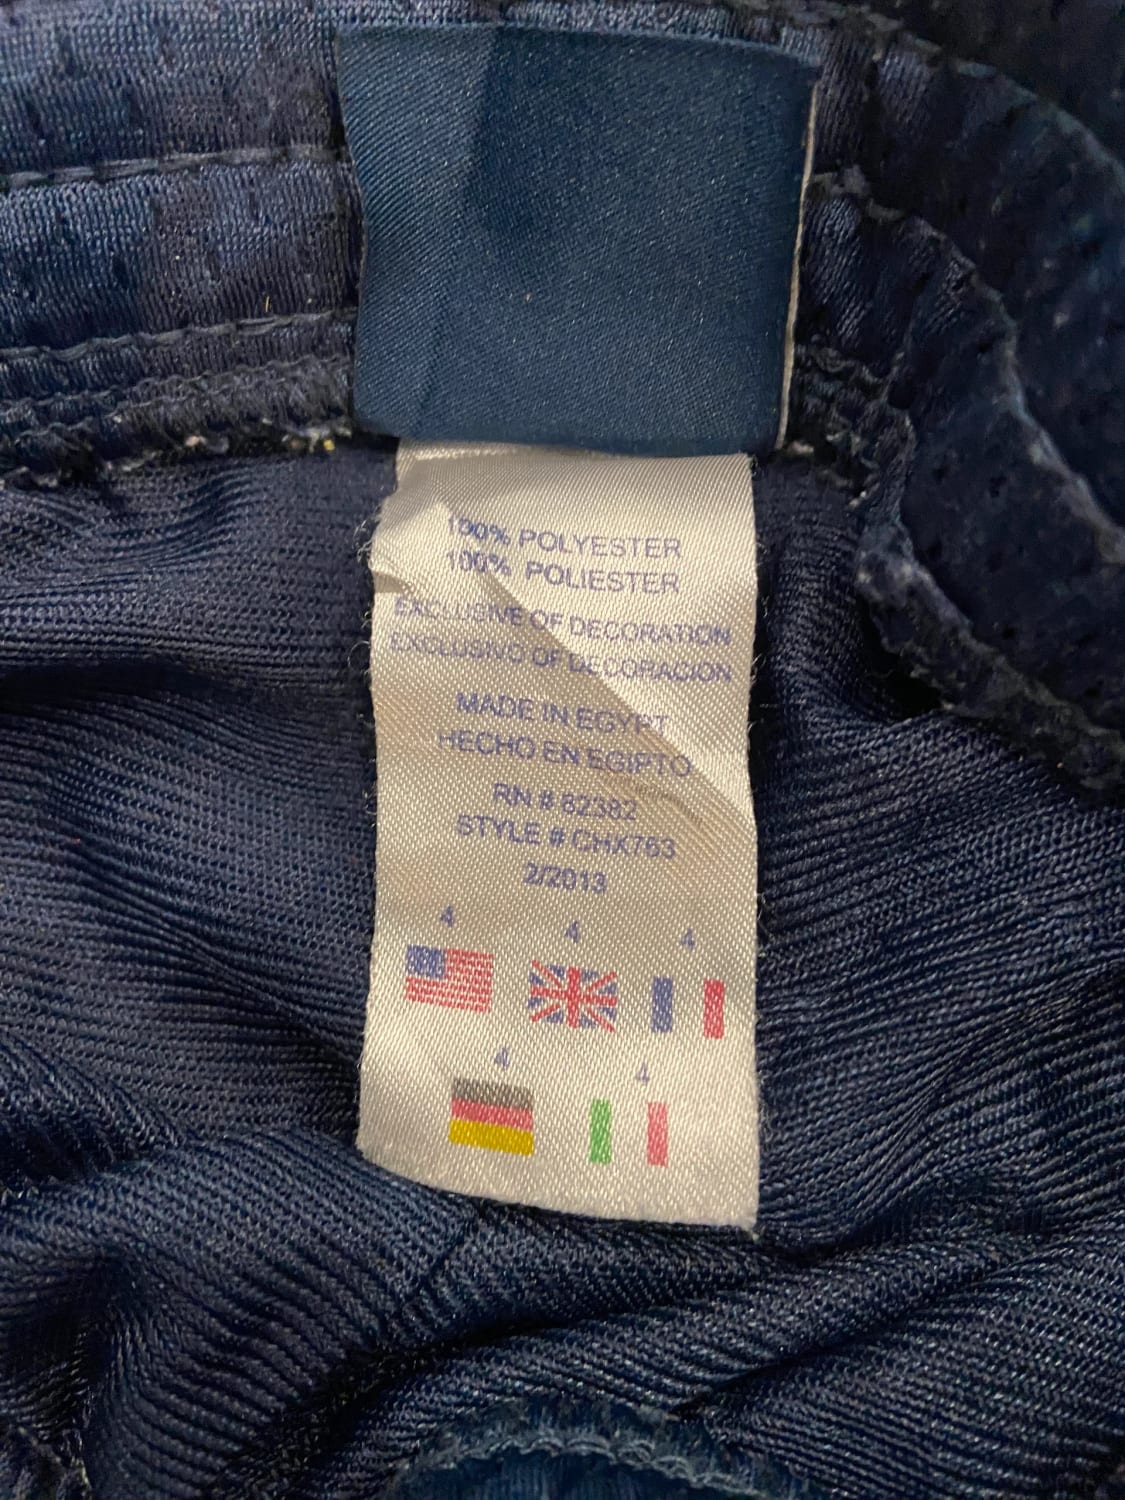 100% POLYESTER
100% POLIESTER
EXCLUSIVE OF DECORATION
EXCLUSIVO OF DECORACION
MADE IN EGYPT
HECHO EN EGIPTO
RN # 82382
STYLE # CHX763
2/2013
4 4 4
4 4